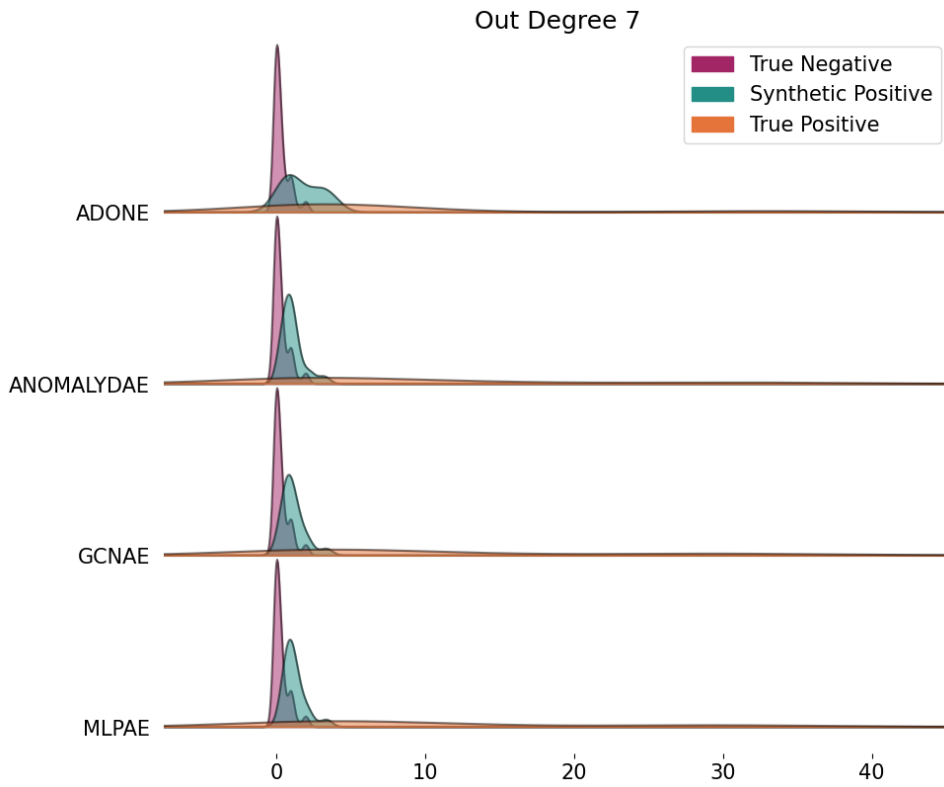 Out Degree 7
True Negative
Synthetic Positive
True Positive
ADONE
ANOMALYDAE
GCNAE
MLPAE
0 10 20 30 40